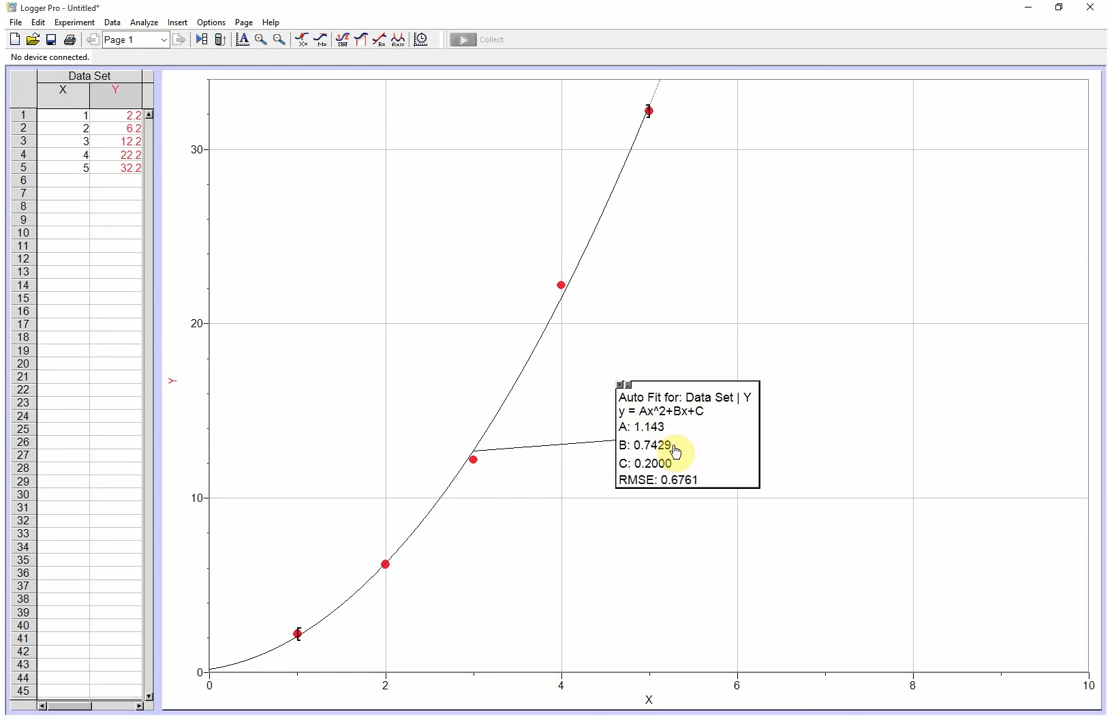 Logger Pro - Untitled*
File Edit Experiment Data Analyze Insert Options Page Help
Page 1
Collect
No device connected.
Data Set
X Y
1 1 2.2
2 2 6.2
3 3 12.2
4 4 22.2
5 5 32.2
6
7
8
9
10
11
12
13
14
15
16
17
18
19
20
21
22
23
24
25
26
27
28
29
30
31
32
33
34
35
36
37
38
39
40
41
42
43
44
45
30
20
10
0
Y
Auto Fit for: Data Set | Y
y = Ax^2+Bx+C
A: 1.143
B: 0.7429
C: 0.2000
RMSE: 0.6761
0 2 4 6 8 10
X